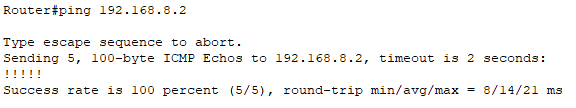 Router#ping 192.168.8.2
Type escape sequence to abort.
Sending 5, 100-byte ICMP Echos to 192.168.8.2, timeout is 2 seconds:
!!!!!
Success rate is 100 percent (5/5), round-trip min/avg/max = 8/14/21 ms